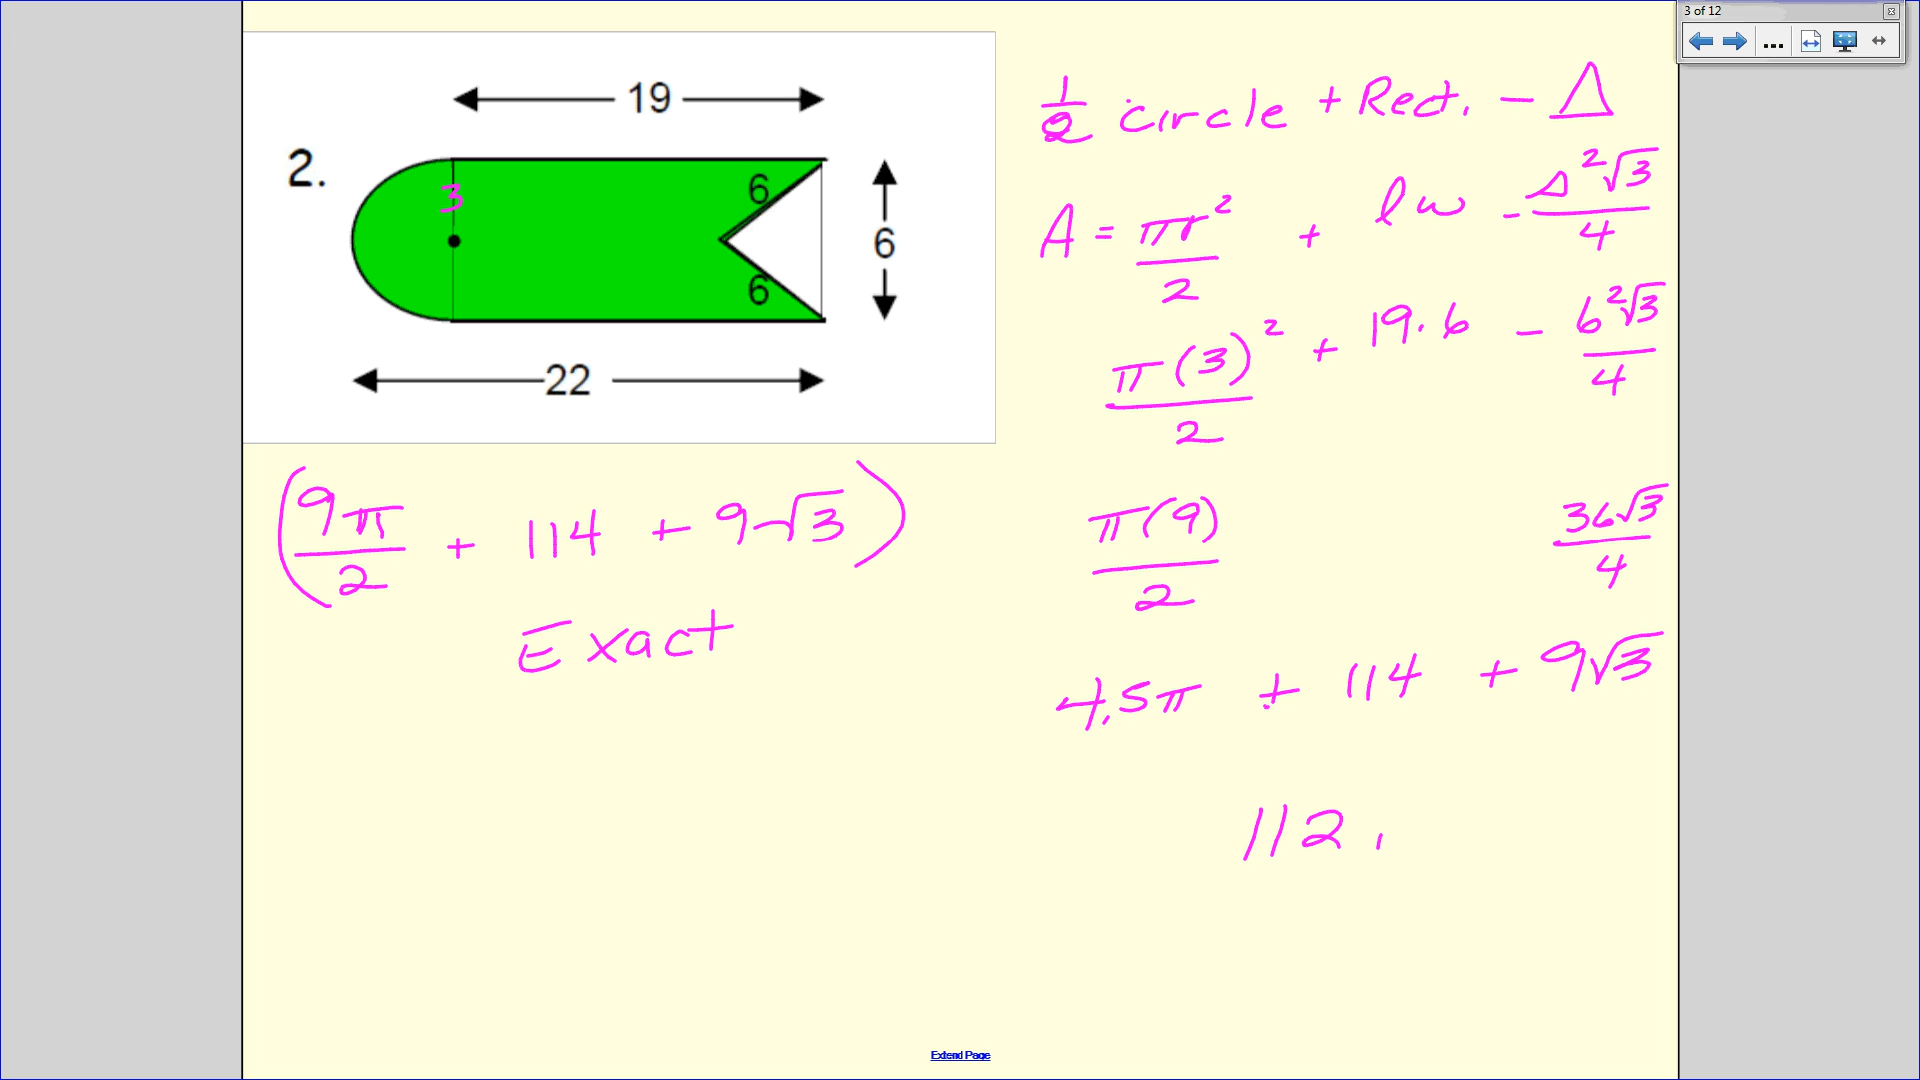 3 of 12
19
2.
3
6
6
6
22
½ circle + Rect. − Δ
A = πr²/2 + lw − Δ²√3/4
π(3)²/2 + 19·6 − 6²√3/4
π(9)/2 36√3/4
4.5π + 114 + 9√3
112.
(9π/2 + 114 + 9√3)
Exact
Extend Page